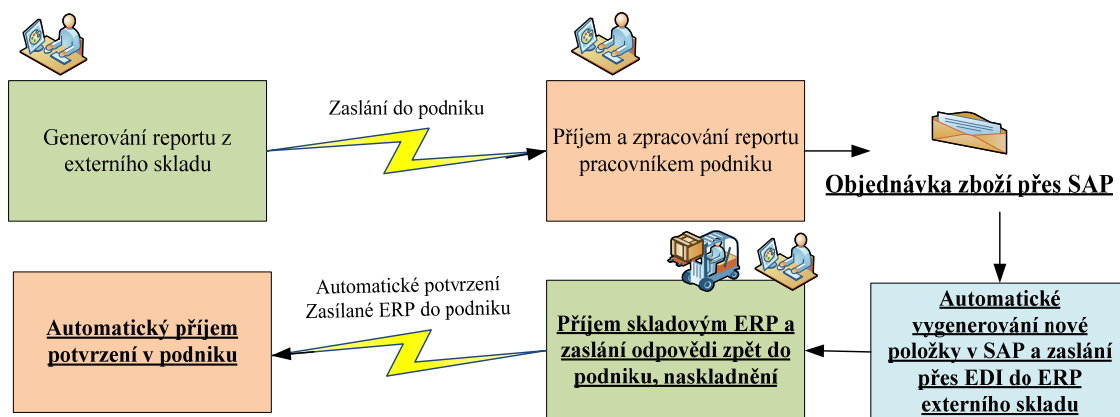 Generování reportu z
externího skladu
Zaslání do podniku
Příjem a zpracování reportu
pracovníkem podniku
Objednávka zboží přes SAP
Automatické
vygenerování nové
položky v SAP a zaslání
přes EDI do ERP
externího skladu
Příjem skladovým ERP a
zaslání odpovědi zpět do
podniku, naskladnění
Automatické potvrzení
Zasílané ERP do podniku
Automatický příjem
potvrzení v podniku